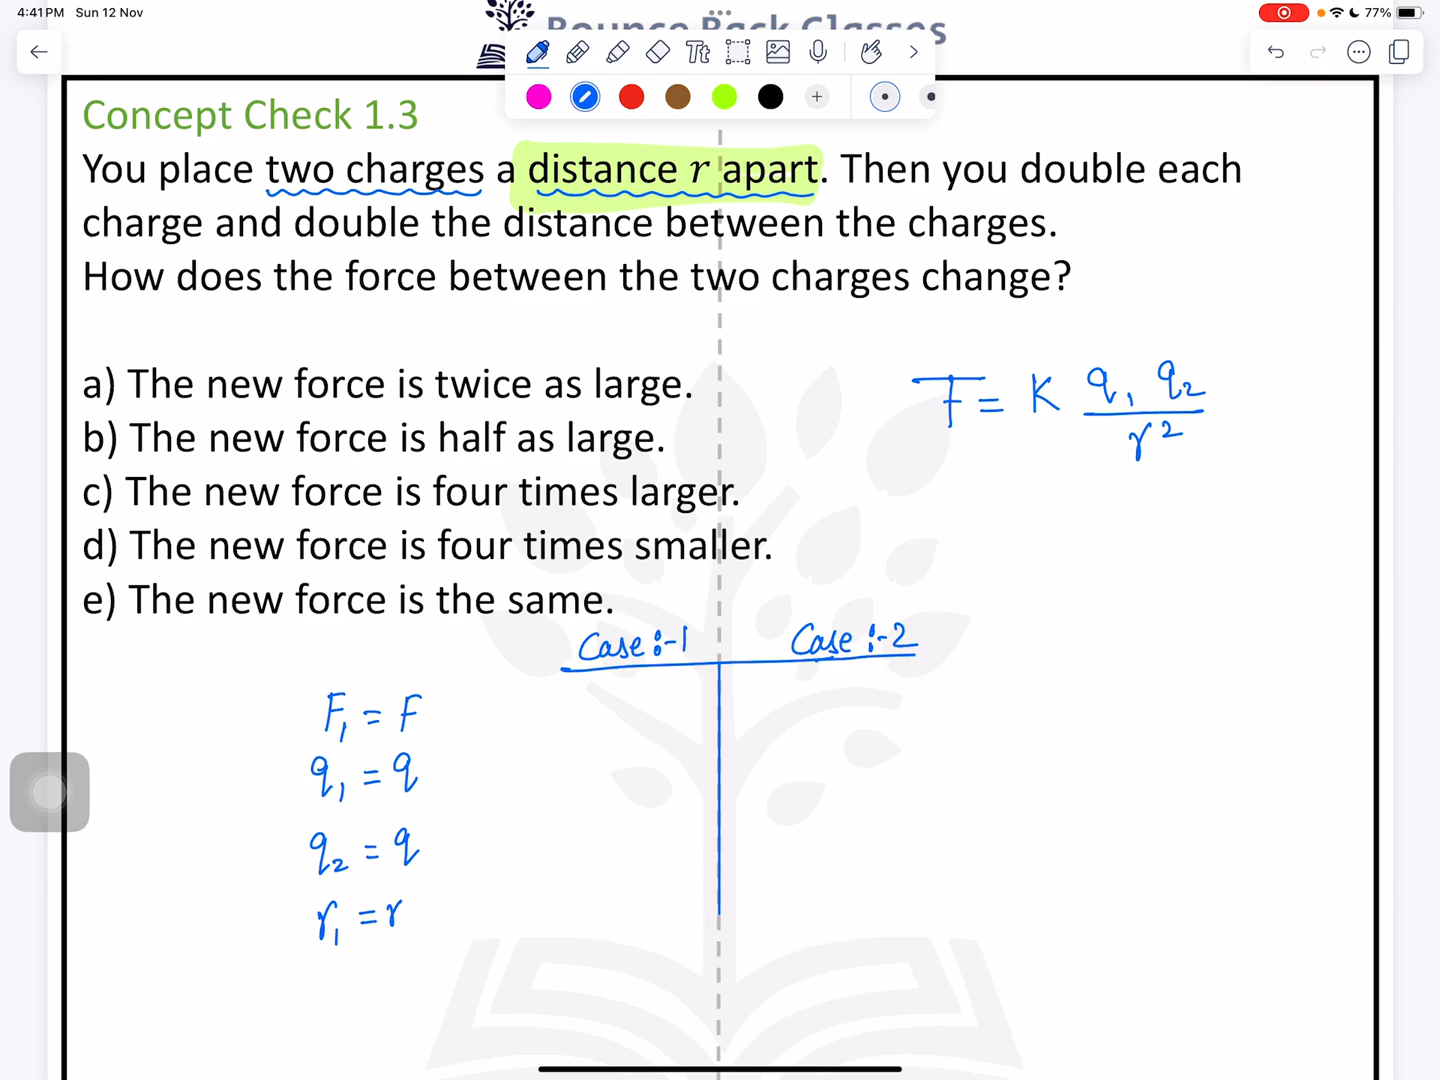 4:41 PM Sun 12 Nov
77%
Bounce Back Classes
Tt
Concept Check 1.3
You place two charges a distance r apart. Then you double each
charge and double the distance between the charges.
How does the force between the two charges change?
a) The new force is twice as large.
b) The new force is half as large.
c) The new force is four times larger.
d) The new force is four times smaller.
e) The new force is the same.
F = K q₁ q₂ / r²
Case :-1
Case :-2
F₁ = F
q₁ = q
q₂ = q
r₁ = r